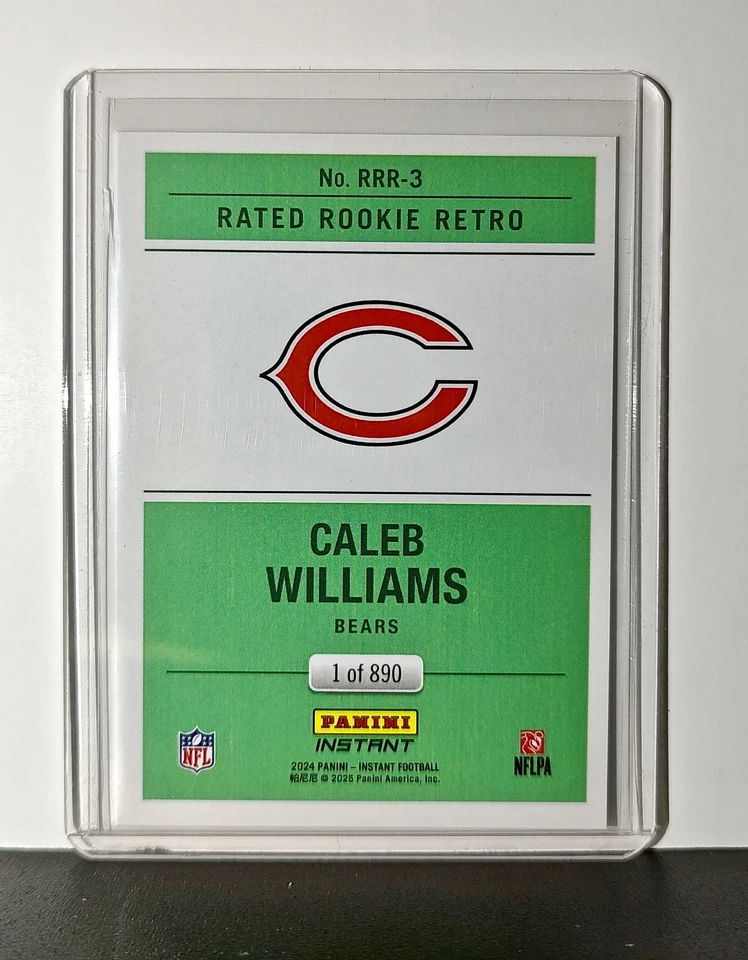 No. RRR-3
RATED ROOKIE RETRO
CALEB
WILLIAMS
BEARS
1 of 890
PANINI
INSTANT
2024 PANINI – INSTANT FOOTBALL
帕尼尼 © 2025 Panini America, Inc.
NFL
NFLPA